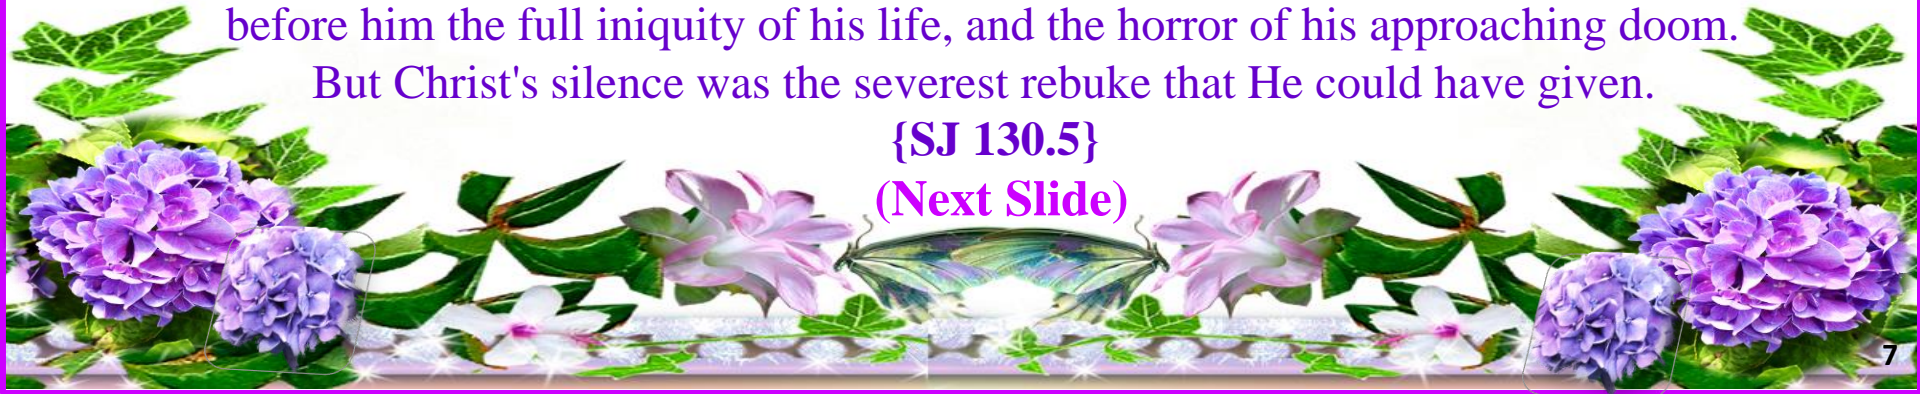 before him the full iniquity of his life, and the horror of his approaching doom.
But Christ's silence was the severest rebuke that He could have given.
{SJ 130.5}
(Next Slide)
7